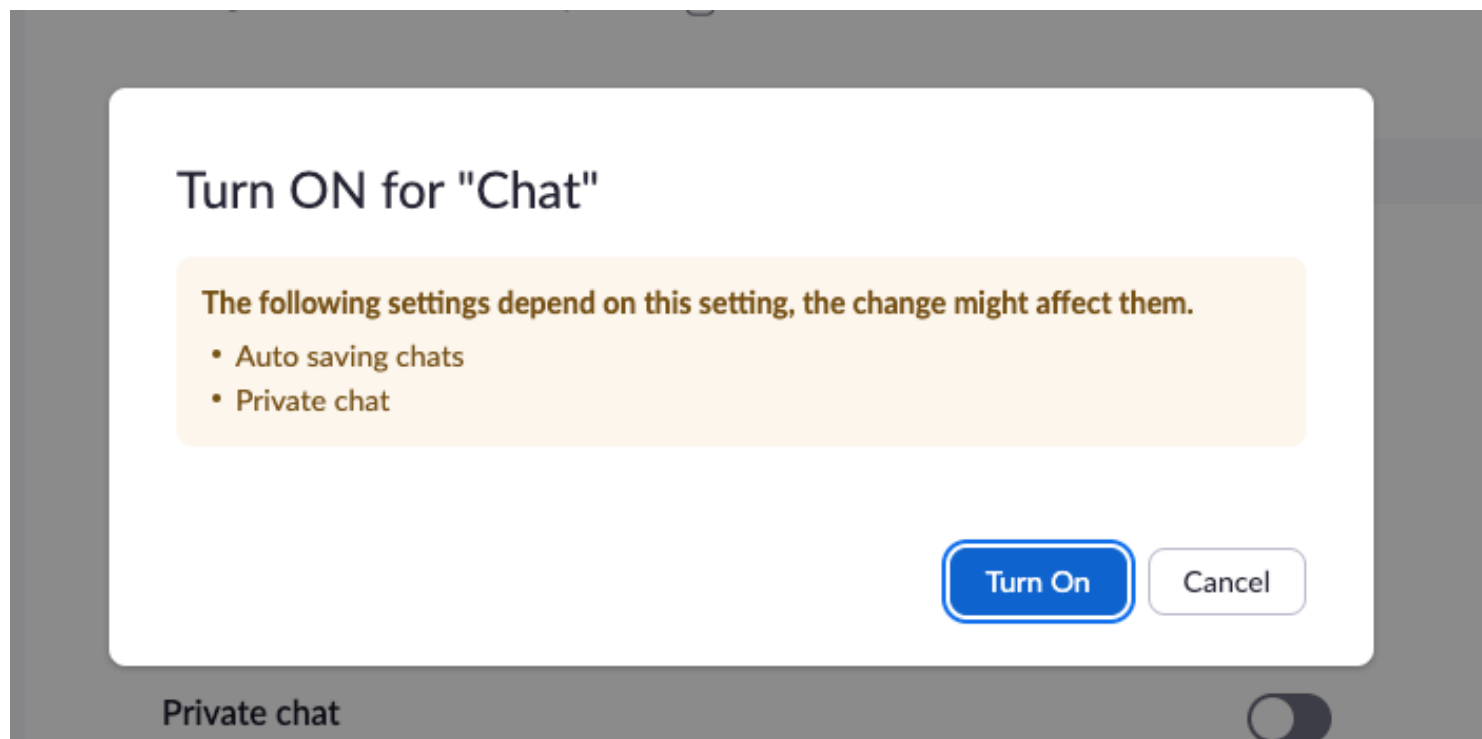 Turn ON for "Chat"
The following settings depend on this setting, the change might affect them.
• Auto saving chats
• Private chat
Turn On
Cancel
Private chat